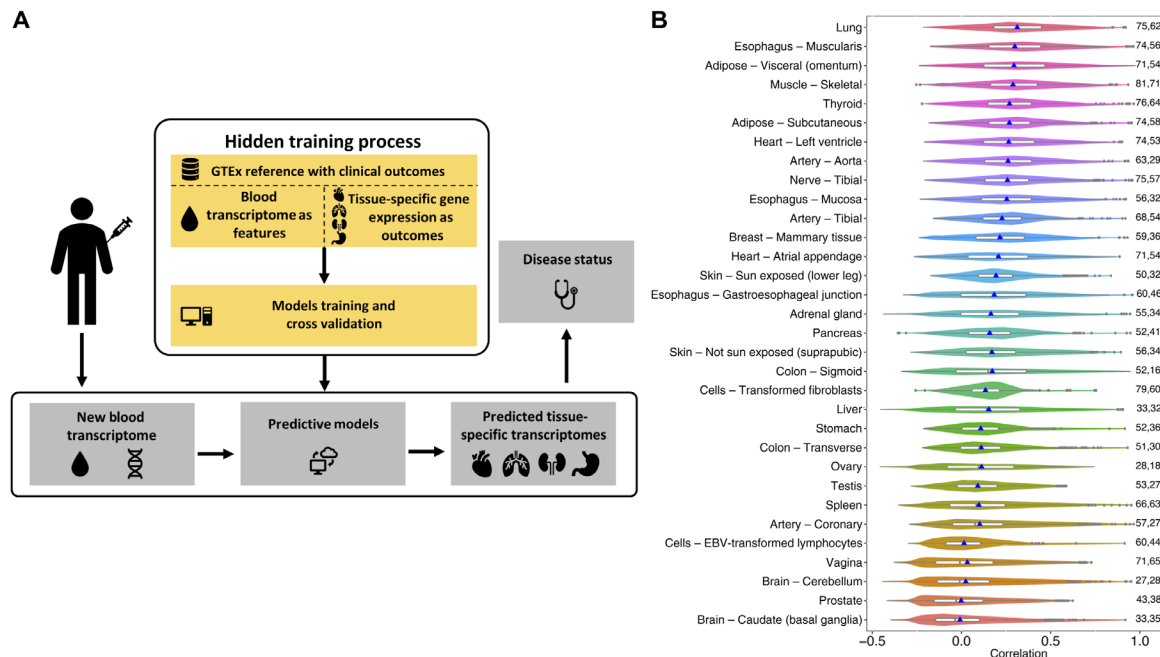 A
Hidden training process
GTEx reference with clinical outcomes
Blood
transcriptome as
features
Tissue-specific gene
expression as
outcomes
Models training and
cross validation
Disease status
New blood
transcriptome
Predictive models
Predicted tissue-
specific transcriptomes
B
Lung 75,62
Esophagus – Muscularis 74,56
Adipose – Visceral (omentum) 71,54
Muscle – Skeletal 81,71
Thyroid 76,64
Adipose – Subcutaneous 74,58
Heart – Left ventricle 74,53
Artery – Aorta 63,29
Nerve – Tibial 75,57
Esophagus – Mucosa 56,32
Artery – Tibial 68,54
Breast – Mammary tissue 59,36
Heart – Atrial appendage 71,54
Skin – Sun exposed (lower leg) 50,32
Esophagus – Gastroesophageal junction 60,46
Adrenal gland 55,34
Pancreas 52,41
Skin – Not sun exposed (suprapubic) 56,34
Colon – Sigmoid 52,16
Cells – Transformed fibroblasts 79,60
Liver 33,32
Stomach 52,36
Colon – Transverse 51,30
Ovary 28,18
Testis 53,27
Spleen 66,63
Artery – Coronary 57,27
Cells – EBV-transformed lymphocytes 60,44
Vagina 71,65
Brain – Cerebellum 27,28
Prostate 43,38
Brain – Caudate (basal ganglia) 33,35
−0.5 0.0 0.5 1.0
Correlation